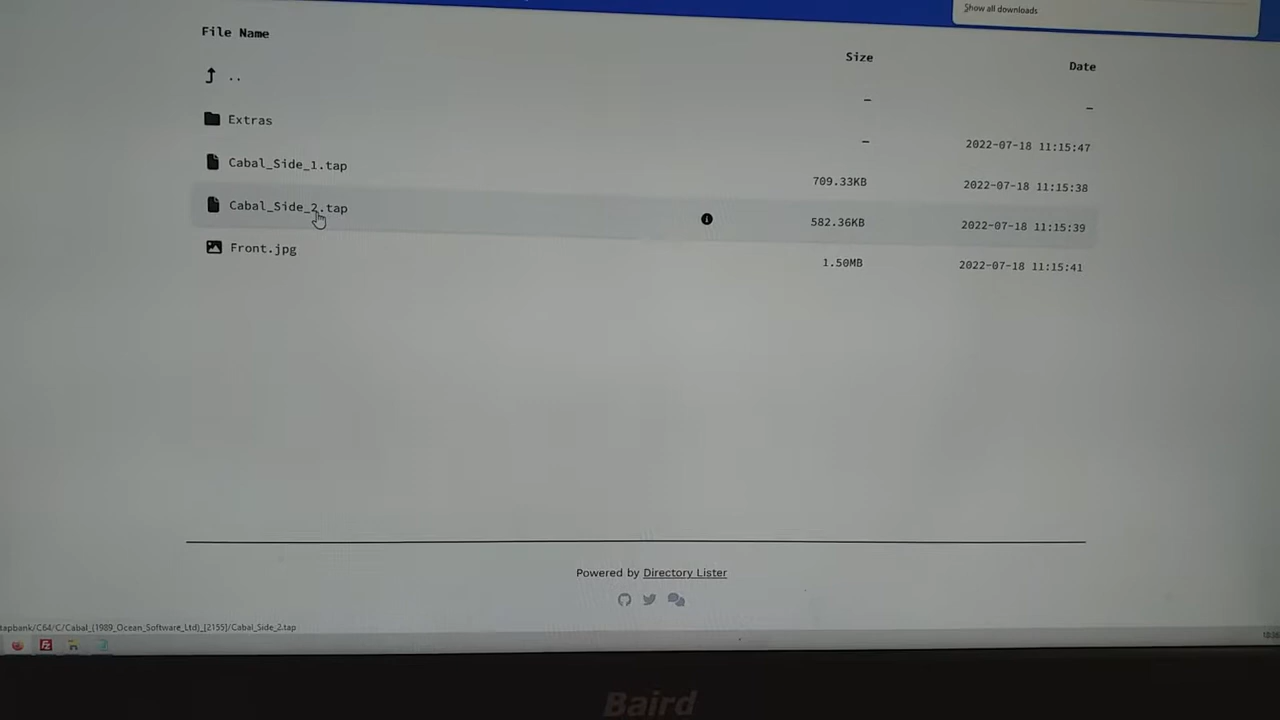 Show all downloads
File Name Size Date
.. — —
Extras — 2022-07-18 11:15:47
Cabal_Side_1.tap 709.33KB 2022-07-18 11:15:38
Cabal_Side_2.tap 582.36KB 2022-07-18 11:15:39
Front.jpg 1.50MB 2022-07-18 11:15:41
Powered by Directory Lister
tapbank/C64/C/Cabal_(1989_Ocean_Software_Ltd)_[2155]/Cabal_Side_2.tap
Fz
Baird